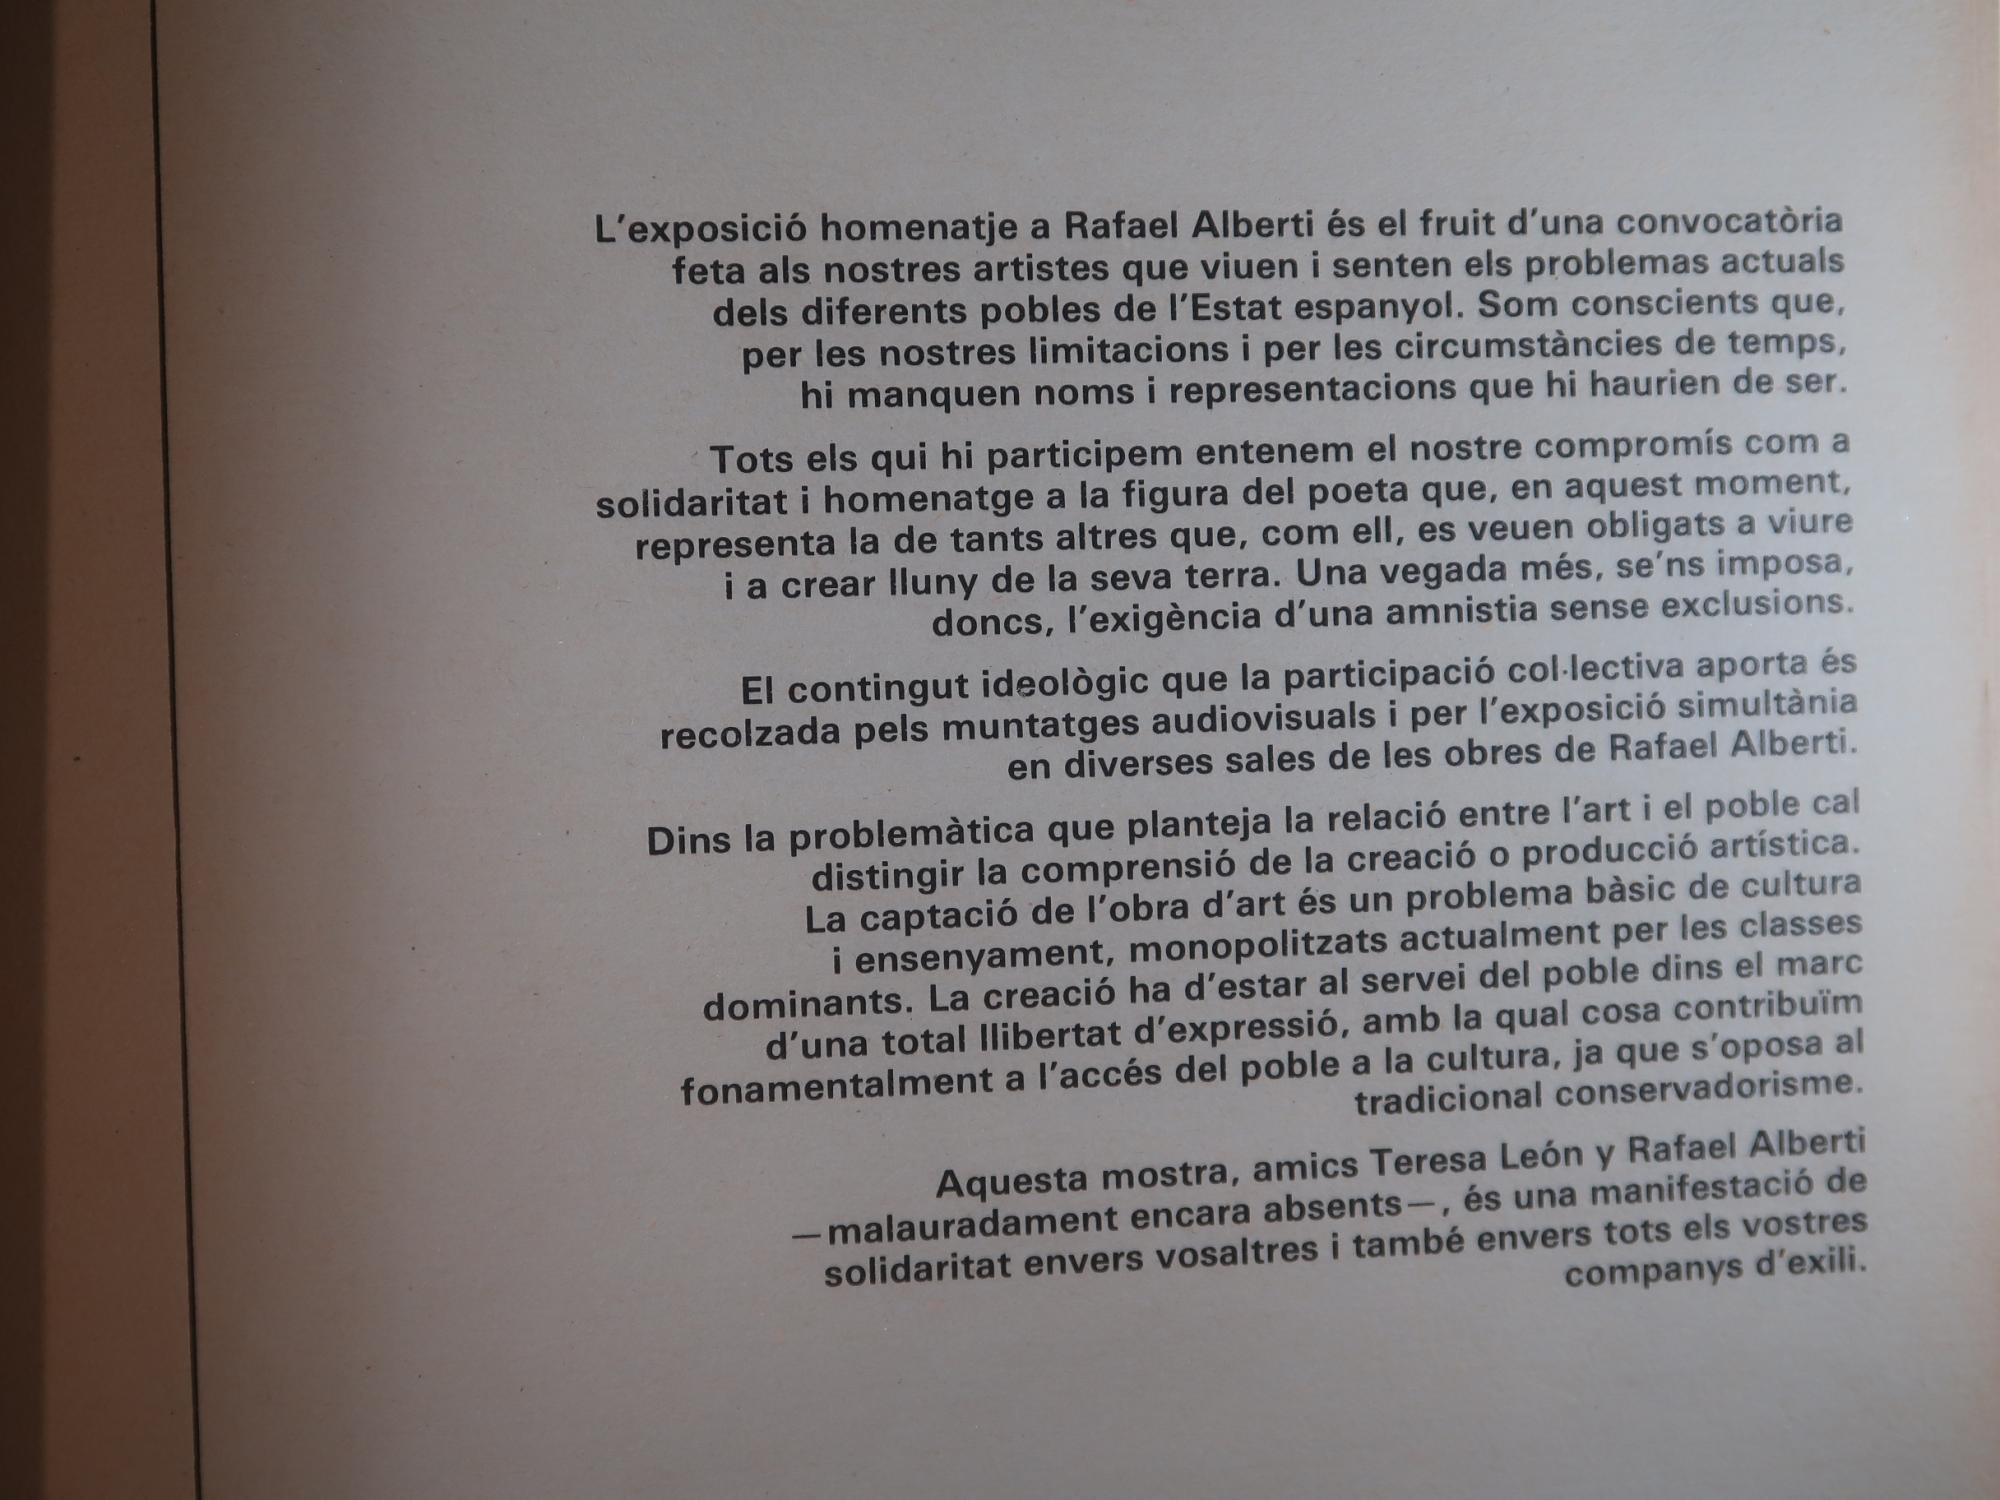 L'exposició homenatje a Rafael Alberti és el fruit d'una convocatòria
feta als nostres artistes que viuen i senten els problemas actuals
dels diferents pobles de l'Estat espanyol. Som conscients que,
per les nostres limitacions i per les circumstàncies de temps,
hi manquen noms i representacions que hi haurien de ser.
Tots els qui hi participem entenem el nostre compromís com a
solidaritat i homenatge a la figura del poeta que, en aquest moment,
representa la de tants altres que, com ell, es veuen obligats a viure
i a crear lluny de la seva terra. Una vegada més, se'ns imposa,
doncs, l'exigència d'una amnistia sense exclusions.
El contingut ideològic que la participació col·lectiva aporta és
recolzada pels muntatges audiovisuals i per l'exposició simultània
en diverses sales de les obres de Rafael Alberti.
Dins la problemàtica que planteja la relació entre l'art i el poble cal
distingir la comprensió de la creació o producció artística.
La captació de l'obra d'art és un problema bàsic de cultura
i ensenyament, monopolitzats actualment per les classes
dominants. La creació ha d'estar al servei del poble dins el marc
d'una total llibertat d'expressió, amb la qual cosa contribuïm
fonamentalment a l'accés del poble a la cultura, ja que s'oposa al
tradicional conservadorisme.
Aquesta mostra, amics Teresa León y Rafael Alberti
—malauradament encara absents—, és una manifestació de
solidaritat envers vosaltres i també envers tots els vostres
companys d'exili.